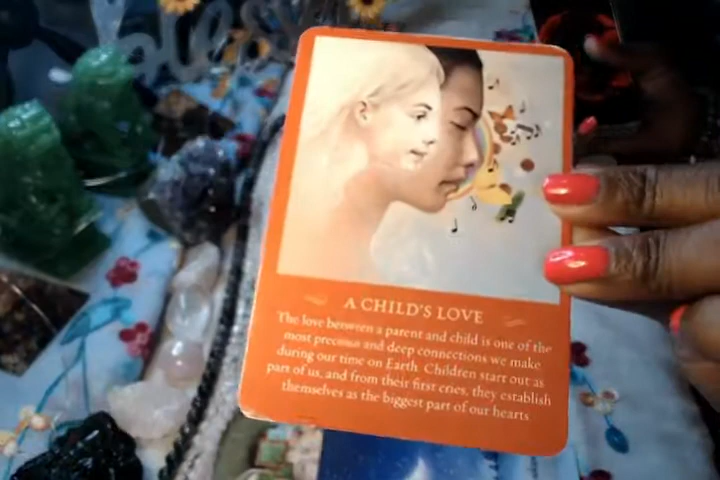 A CHILD'S LOVE
The love between a parent and child is one of the
most precious and deep connections we make
during our time on Earth. Children start out as
part of us, and from their first cries, they establish
themselves as the biggest part of our hearts